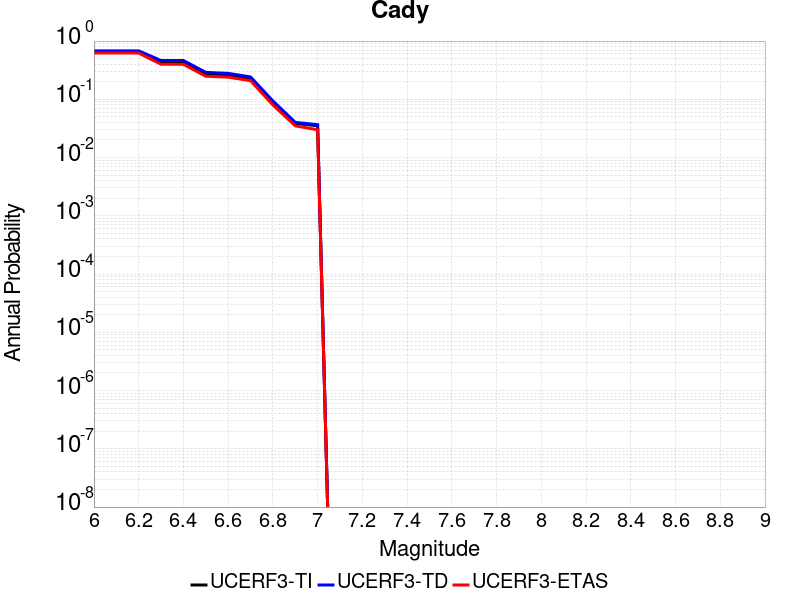 Cady
10^0
10^-1
10^-2
10^-3
10^-4
10^-5
10^-6
10^-7
10^-8
Annual Probability
6 6.2 6.4 6.6 6.8 7 7.2 7.4 7.6 7.8 8 8.2 8.4 8.6 8.8 9
Magnitude
UCERF3-TI UCERF3-TD UCERF3-ETAS